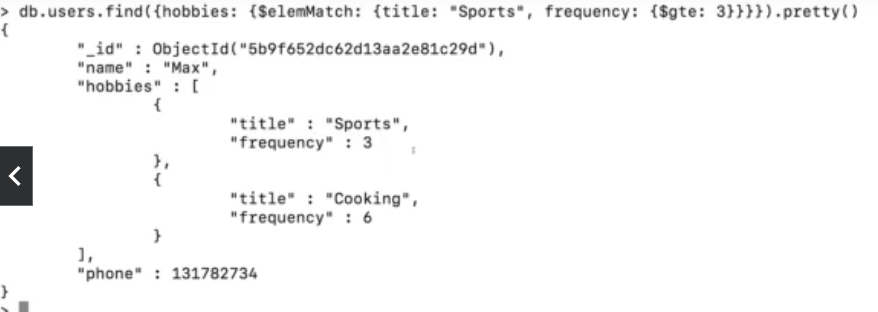 > db.users.find({hobbies: {$elemMatch: {title: "Sports", frequency: {$gte: 3}}}}).pretty()
{
"_id" : ObjectId("5b9f652dc62d13aa2e81c29d"),
"name" : "Max",
"hobbies" : [
{
"title" : "Sports",
"frequency" : 3
},
{
"title" : "Cooking",
"frequency" : 6
}
],
"phone" : 131782734
}
>